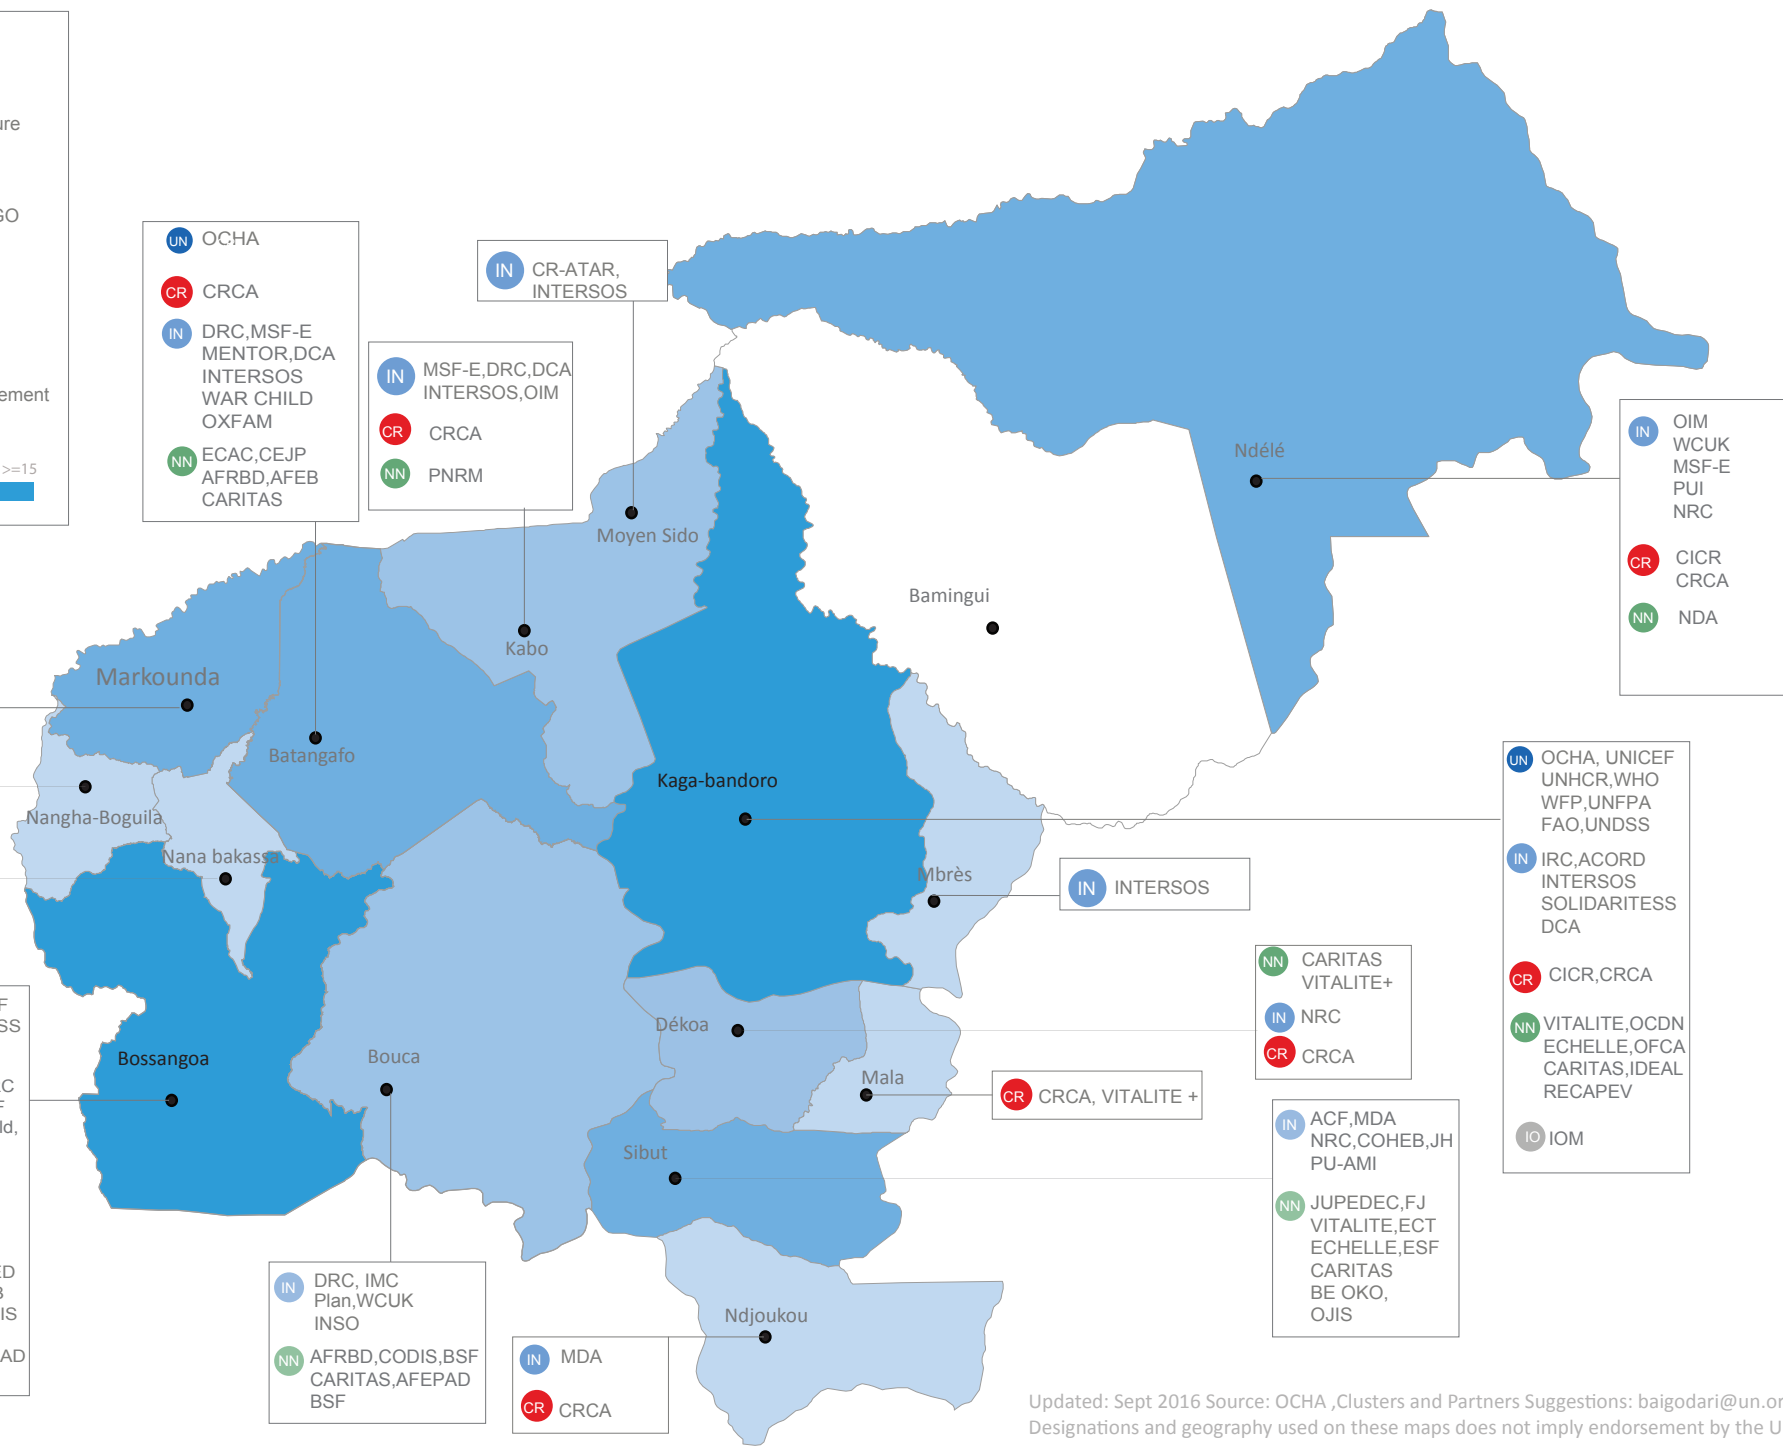 ure
GO
ement
>=15
UN OCHA
CR CRCA
IN DRC,MSF-E
MENTOR,DCA
INTERSOS
WAR CHILD
OXFAM
NN ECAC,CEJP
AFRBD,AFEB
CARITAS
IN CR-ATAR,
INTERSOS
IN MSF-E,DRC,DCA
INTERSOS,OIM
CR CRCA
NN PNRM
IN OIM
WCUK
MSF-E
PUI
NRC
CR CICR
CRCA
NN NDA
Ndélé
Moyen Sido
Bamingui
Kabo
Markounda
Batangafo
Kaga-bandoro
Nangha-Boguila
Nana bakassa
Mbrès
Dékoa
Bossangoa
Bouca
Mala
Sibut
Ndjoukou
UN OCHA, UNICEF
UNHCR,WHO
WFP,UNFPA
FAO,UNDSS
IN IRC,ACORD
INTERSOS
SOLIDARITESS
DCA
CR CICR,CRCA
NN VITALITE,OCDN
ECHELLE,OFCA
CARITAS,IDEAL
RECAPEV
IO IOM
IN INTERSOS
NN CARITAS
VITALITE+
IN NRC
CR CRCA
CR CRCA, VITALITE +
IN ACF,MDA
NRC,COHEB,JH
PU-AMI
NN JUPEDEC,FJ
VITALITE,ECT
ECHELLE,ESF
CARITAS
BE OKO,
OJIS
F
SS
C
F
ld,
ED
B
IS
AD
IN DRC, IMC
Plan,WCUK
INSO
NN AFRBD,CODIS,BSF
CARITAS,AFEPAD
BSF
IN MDA
CR CRCA
Updated: Sept 2016 Source: OCHA ,Clusters and Partners Suggestions: baigodari@un.or
Designations and geography used on these maps does not imply endorsement by the U